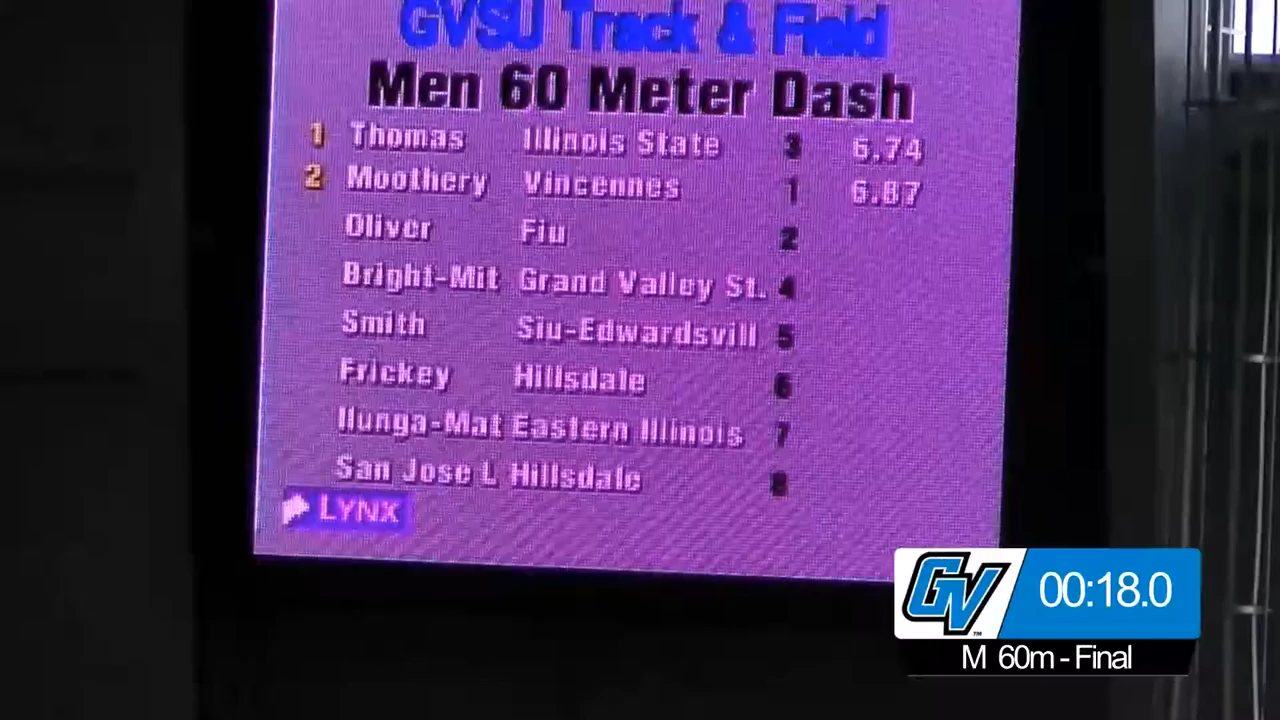 GVSU Track & Field
Men 60 Meter Dash
1 Thomas Illinois State 3 6.74
2 Moothery Vincennes 1 6.87
Oliver Fiu 2
Bright-Mit Grand Valley St. 4
Smith Siu-Edwardsvill 5
Frickey Hillsdale 6
Ilunga-Mat Eastern Illinois 7
San Jose L Hillsdale 8
LYNX
GV™ 00:18.0
M 60m - Final